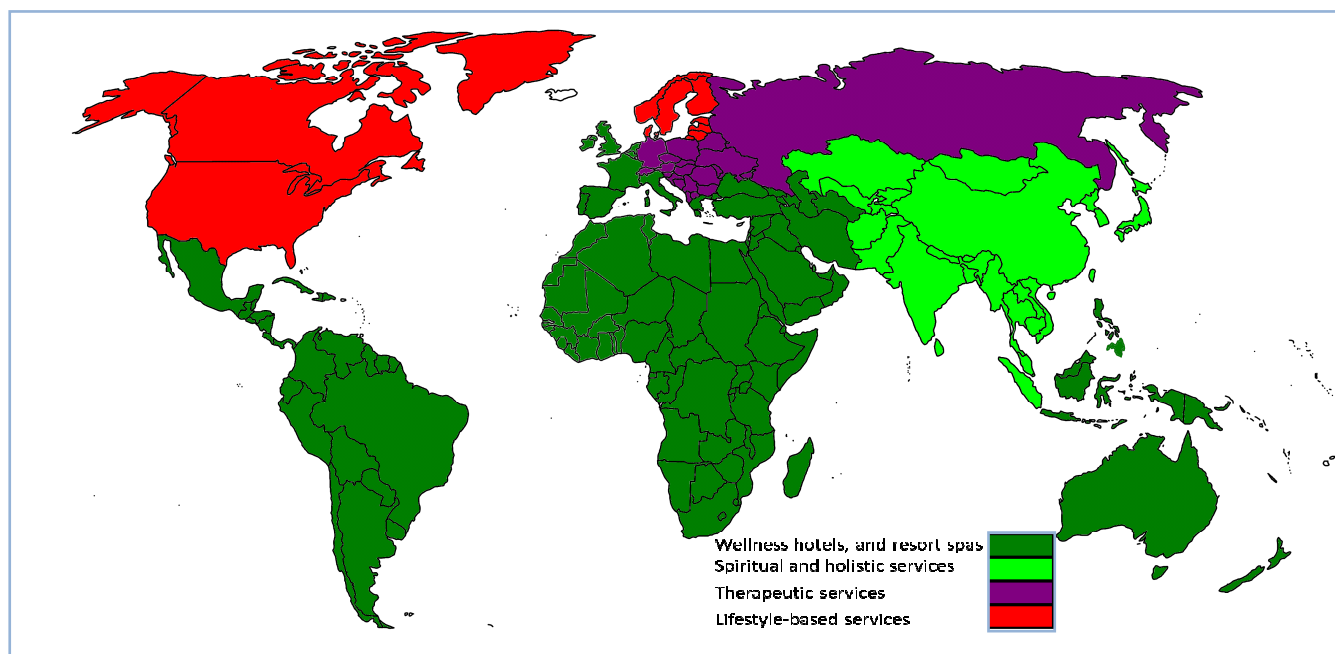 Wellness hotels, and resort spas
Spiritual and holistic services
Therapeutic services
Lifestyle-based services